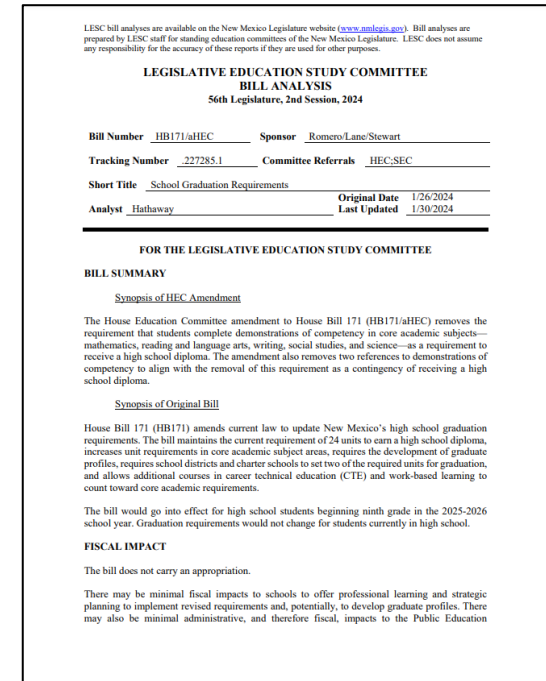 LESC bill analyses are available on the New Mexico Legislature website (www.nmlegis.gov). Bill analyses are
prepared by LESC staff for standing education committees of the New Mexico Legislature. LESC does not assume
any responsibility for the accuracy of these reports if they are used for other purposes.
LEGISLATIVE EDUCATION STUDY COMMITTEE
BILL ANALYSIS
56th Legislature, 2nd Session, 2024
Bill Number HB171/aHEC Sponsor Romero/Lane/Stewart
Tracking Number .227285.1 Committee Referrals HEC;SEC
Short Title School Graduation Requirements
Original Date 1/26/2024
Analyst Hathaway Last Updated 1/30/2024
FOR THE LEGISLATIVE EDUCATION STUDY COMMITTEE
BILL SUMMARY
Synopsis of HEC Amendment
The House Education Committee amendment to House Bill 171 (HB171/aHEC) removes the
requirement that students complete demonstrations of competency in core academic subjects—
mathematics, reading and language arts, writing, social studies, and science—as a requirement to
receive a high school diploma. The amendment also removes two references to demonstrations of
competency to align with the removal of this requirement as a contingency of receiving a high
school diploma.
Synopsis of Original Bill
House Bill 171 (HB171) amends current law to update New Mexico's high school graduation
requirements. The bill maintains the current requirement of 24 units to earn a high school diploma,
increases unit requirements in core academic subject areas, requires the development of graduate
profiles, requires school districts and charter schools to set two of the required units for graduation,
and allows additional courses in career technical education (CTE) and work-based learning to
count toward core academic requirements.
The bill would go into effect for high school students beginning ninth grade in the 2025-2026
school year. Graduation requirements would not change for students currently in high school.
FISCAL IMPACT
The bill does not carry an appropriation.
There may be minimal fiscal impacts to schools to offer professional learning and strategic
planning to implement revised requirements and, potentially, to develop graduate profiles. There
may also be minimal administrative, and therefore fiscal, impacts to the Public Education